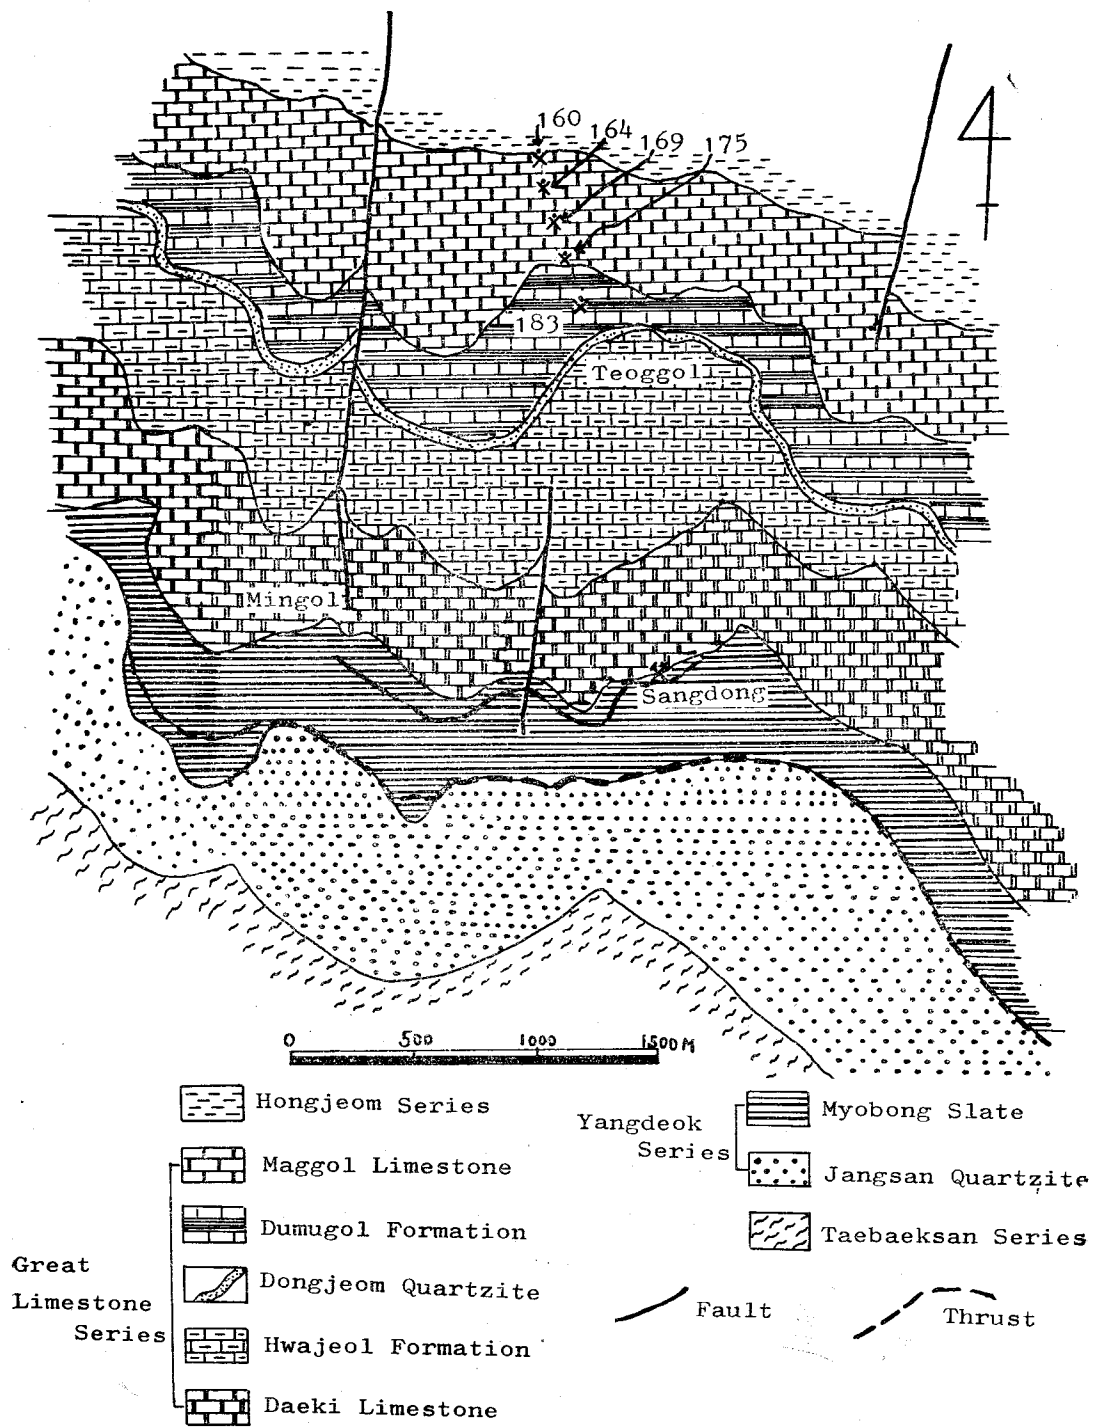 160
164
169
175
183
Teoggol
Mingol
Sangdong
0 500 1000 1500 M
Hongjeom Series
Maggol Limestone
Dumugol Formation
Dongjeom Quartzite
Hwajeol Formation
Daeki Limestone
Great
Limestone
Series
Yangdeok
Series
Myobong Slate
Jangsan Quartzite
Taebaeksan Series
Fault
Thrust